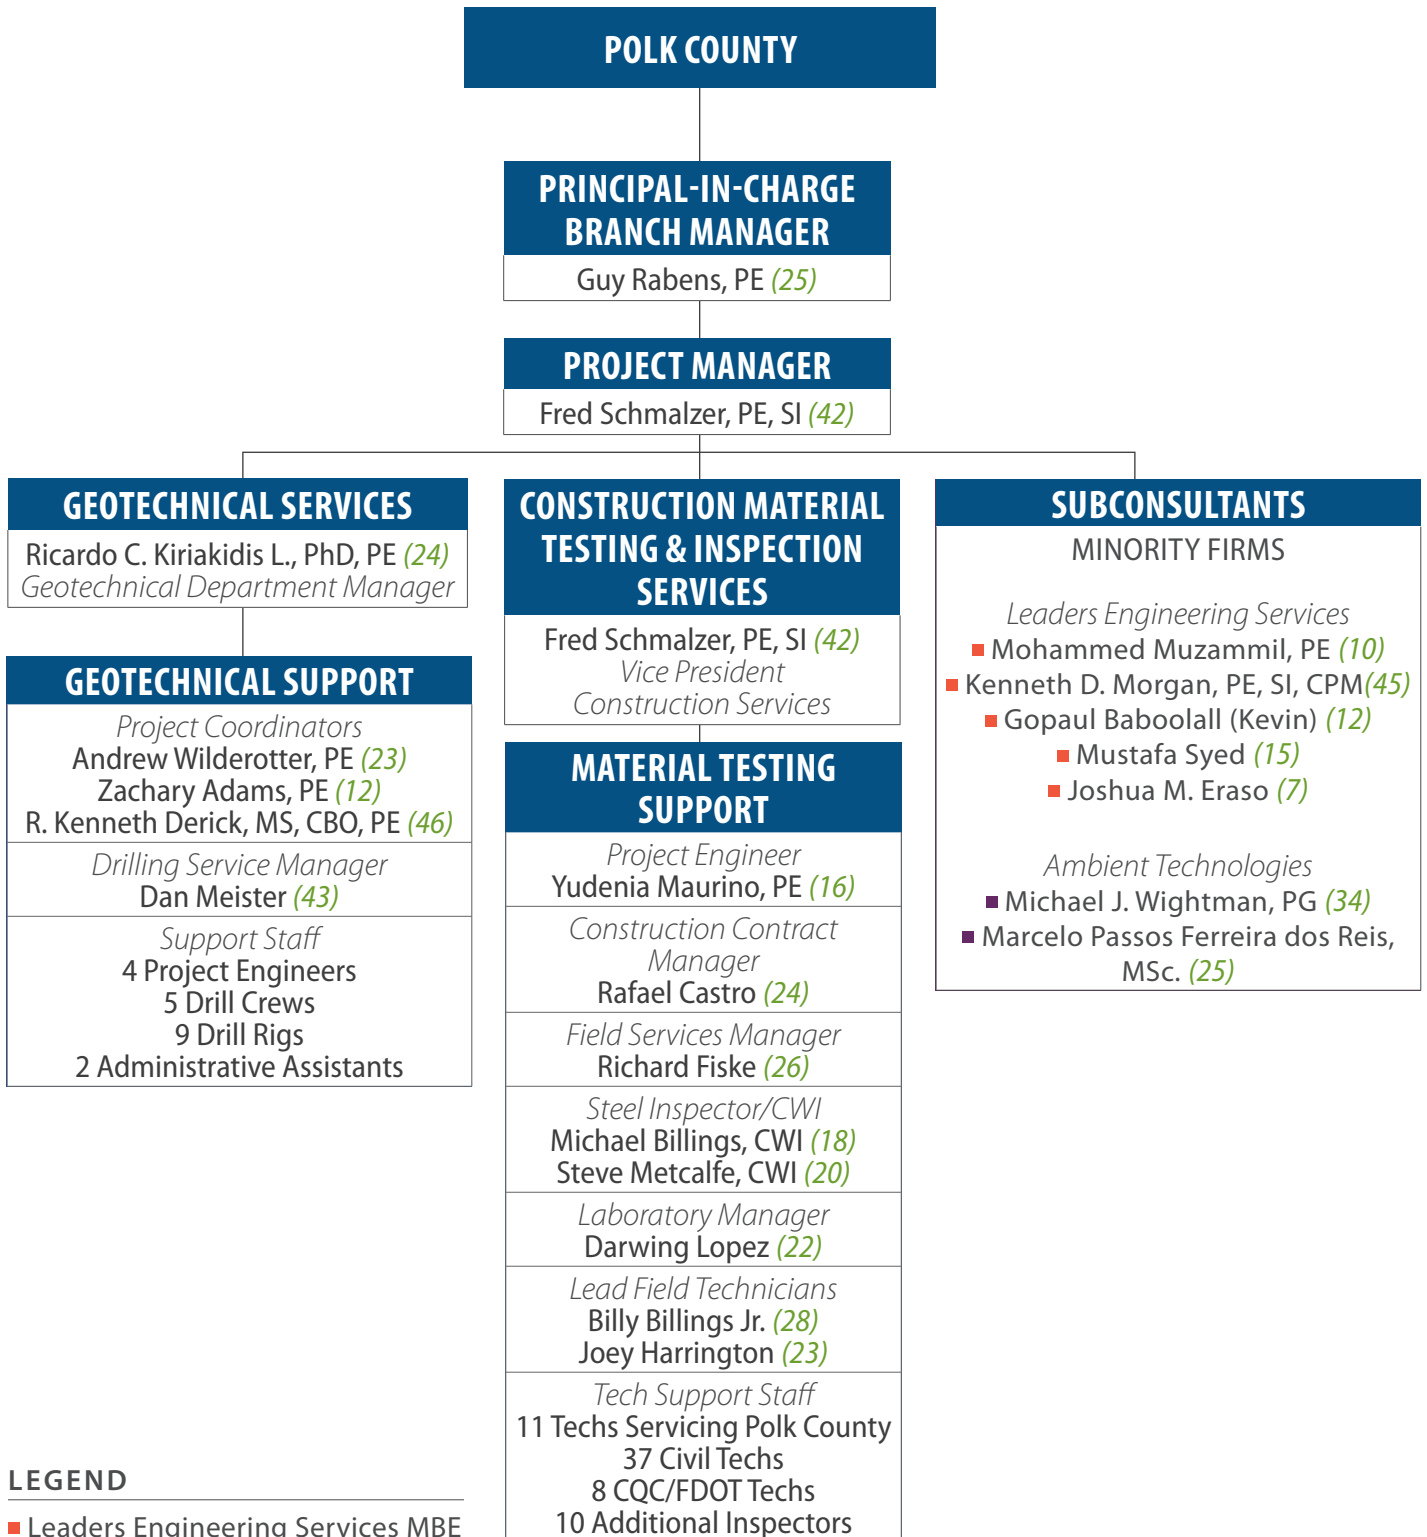 POLK COUNTY
PRINCIPAL-IN-CHARGE
BRANCH MANAGER
Guy Rabens, PE (25)
PROJECT MANAGER
Fred Schmalzer, PE, SI (42)
GEOTECHNICAL SERVICES
Ricardo C. Kiriakidis L., PhD, PE (24)
Geotechnical Department Manager
GEOTECHNICAL SUPPORT
Project Coordinators
Andrew Wilderotter, PE (23)
Zachary Adams, PE (12)
R. Kenneth Derick, MS, CBO, PE (46)
Drilling Service Manager
Dan Meister (43)
Support Staff
4 Project Engineers
5 Drill Crews
9 Drill Rigs
2 Administrative Assistants
CONSTRUCTION MATERIAL
TESTING & INSPECTION
SERVICES
Fred Schmalzer, PE, SI (42)
Vice President
Construction Services
MATERIAL TESTING
SUPPORT
Project Engineer
Yudenia Maurino, PE (16)
Construction Contract
Manager
Rafael Castro (24)
Field Services Manager
Richard Fiske (26)
Steel Inspector/CWI
Michael Billings, CWI (18)
Steve Metcalfe, CWI (20)
Laboratory Manager
Darwing Lopez (22)
Lead Field Technicians
Billy Billings Jr. (28)
Joey Harrington (23)
Tech Support Staff
11 Techs Servicing Polk County
37 Civil Techs
8 CQC/FDOT Techs
10 Additional Inspectors
SUBCONSULTANTS
MINORITY FIRMS
Leaders Engineering Services
Mohammed Muzammil, PE (10)
Kenneth D. Morgan, PE, SI, CPM(45)
Gopaul Baboolall (Kevin) (12)
Mustafa Syed (15)
Joshua M. Eraso (7)
Ambient Technologies
Michael J. Wightman, PG (34)
Marcelo Passos Ferreira dos Reis,
MSc. (25)
LEGEND
Leaders Engineering Services MBE